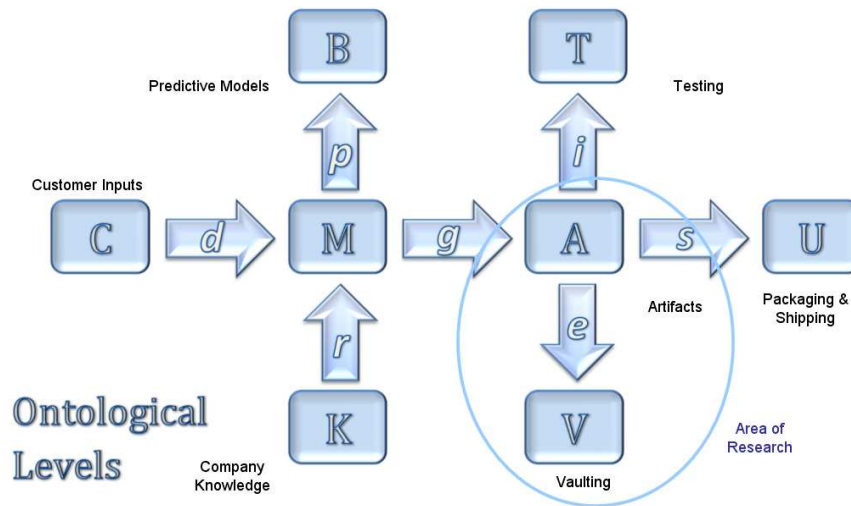 B
T
Predictive Models
Testing
p
i
Customer Inputs
C
d
M
g
A
s
U
Artifacts
Packaging &
Shipping
r
e
Ontological
Levels
K
V
Area of
Research
Company
Knowledge
Vaulting